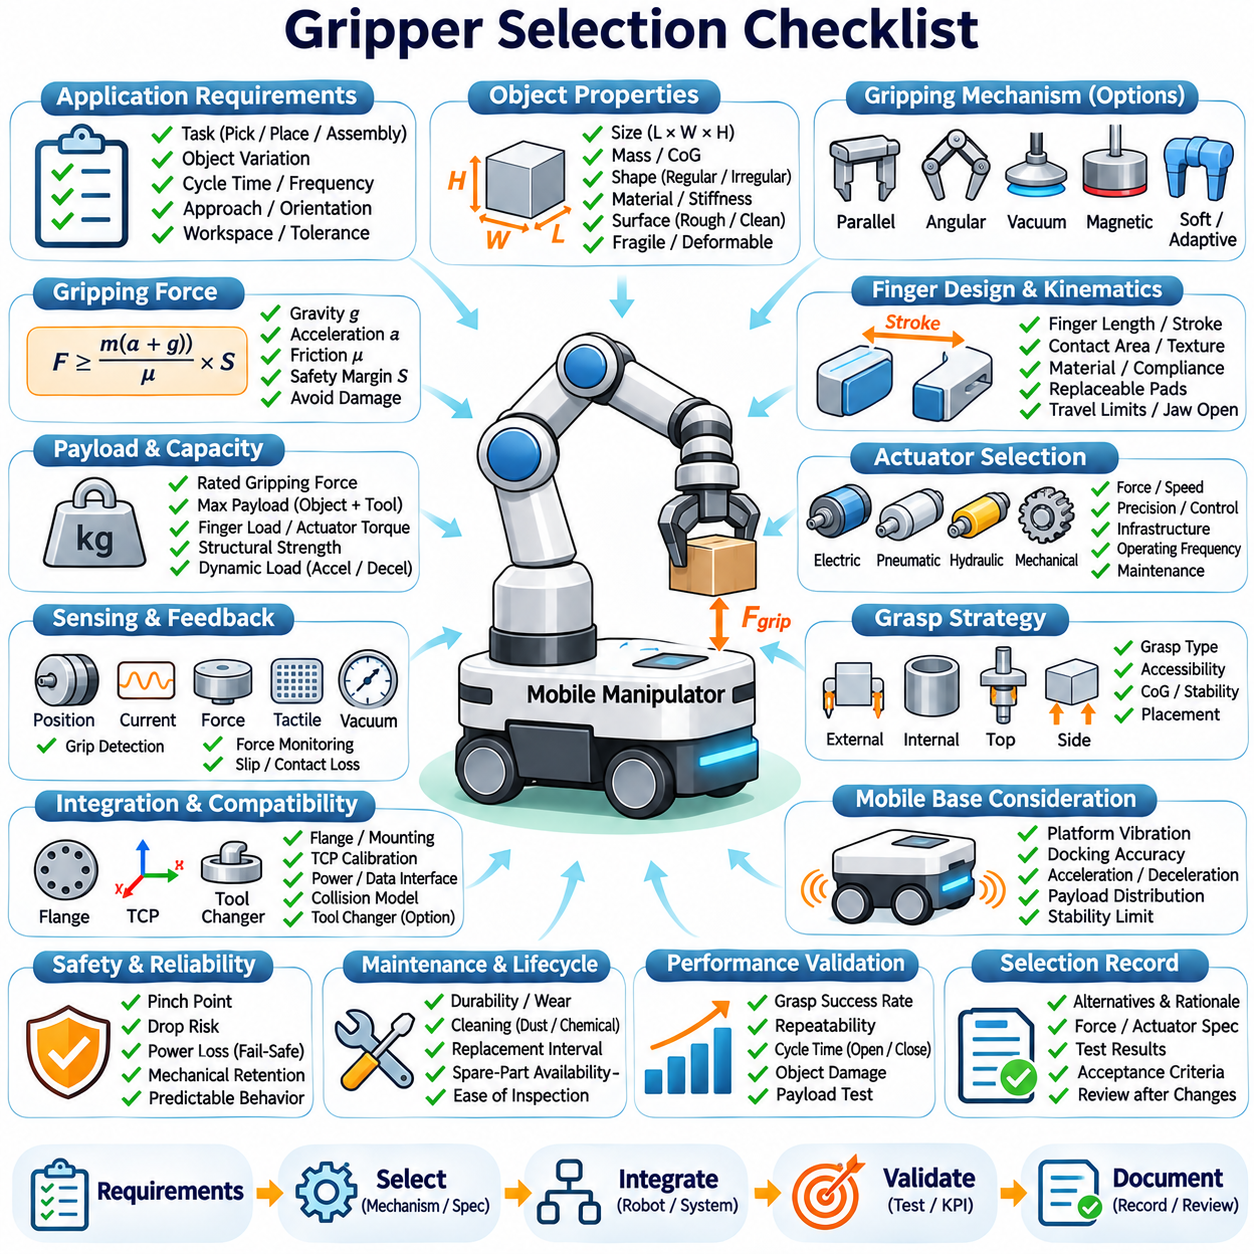 Gripper Selection Checklist
Application Requirements
Task (Pick / Place / Assembly)
Object Variation
Cycle Time / Frequency
Approach / Orientation
Workspace / Tolerance
Object Properties
H
W
L
Size (L × W × H)
Mass / CoG
Shape (Regular / Irregular)
Material / Stiffness
Surface (Rough / Clean)
Fragile / Deformable
Gripping Mechanism (Options)
Parallel
Angular
Vacuum
Magnetic
Soft /
Adaptive
Gripping Force
F ≥ m(a + g)) / μ × S
Gravity g
Acceleration a
Friction μ
Safety Margin S
Avoid Damage
Finger Design & Kinematics
Stroke
Finger Length / Stroke
Contact Area / Texture
Material / Compliance
Replaceable Pads
Travel Limits / Jaw Open
Payload & Capacity
kg
Rated Gripping Force
Max Payload (Object + Tool)
Finger Load / Actuator Torque
Structural Strength
Dynamic Load (Accel / Decel)
Actuator Selection
Electric
Pneumatic
Hydraulic
Mechanical
Force / Speed
Precision / Control
Infrastructure
Operating Frequency
Maintenance
Fgrip
Mobile Manipulator
Sensing & Feedback
Position
Current
Force
Tactile
Vacuum
Grip Detection
Force Monitoring
Slip / Contact Loss
Grasp Strategy
External
Internal
Top
Side
Grasp Type
Accessibility
CoG / Stability
Placement
Integration & Compatibility
Flange
X
TCP
Tool
Changer
Flange / Mounting
TCP Calibration
Power / Data Interface
Collision Model
Tool Changer (Option)
Mobile Base Consideration
Platform Vibration
Docking Accuracy
Acceleration / Deceleration
Payload Distribution
Stability Limit
Safety & Reliability
Pinch Point
Drop Risk
Power Loss (Fail-Safe)
Mechanical Retention
Predictable Behavior
Maintenance & Lifecycle
Durability / Wear
Cleaning (Dust / Chemical)
Replacement Interval
Spare-Part Availability-
Ease of Inspection
Performance Validation
Grasp Success Rate
Repeatability
Cycle Time (Open / Close)
Object Damage
Payload Test
Selection Record
Alternatives & Rationale
Force / Actuator Spec
Test Results
Acceptance Criteria
Review after Changes
Requirements
Select
(Mechanism / Spec)
Integrate
(Robot / System)
Validate
(Test / KPI)
Document
(Record / Review)